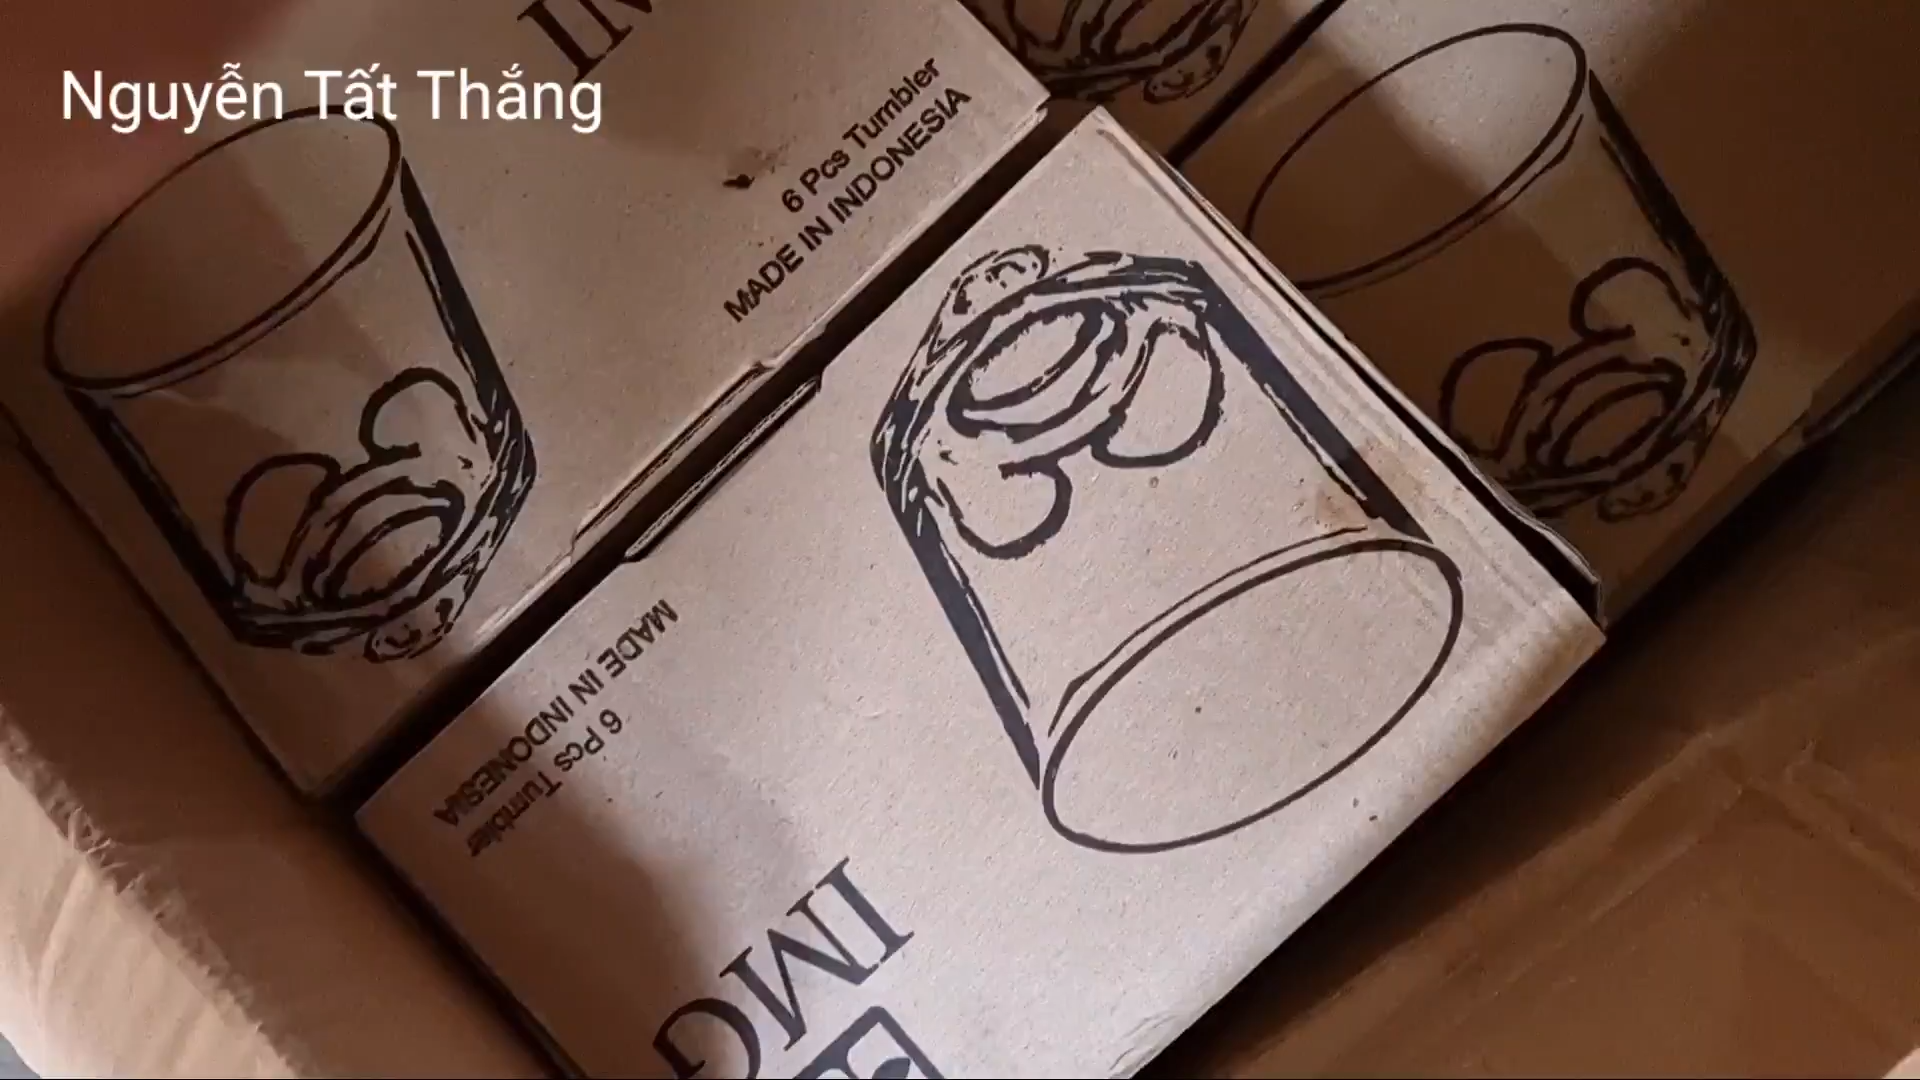 Nguyễn Tất Thắng
6 Pcs Tumbler
MADE IN INDONESIA
MADE IN INDONESIA
6 Pcs Tumbler
IMG